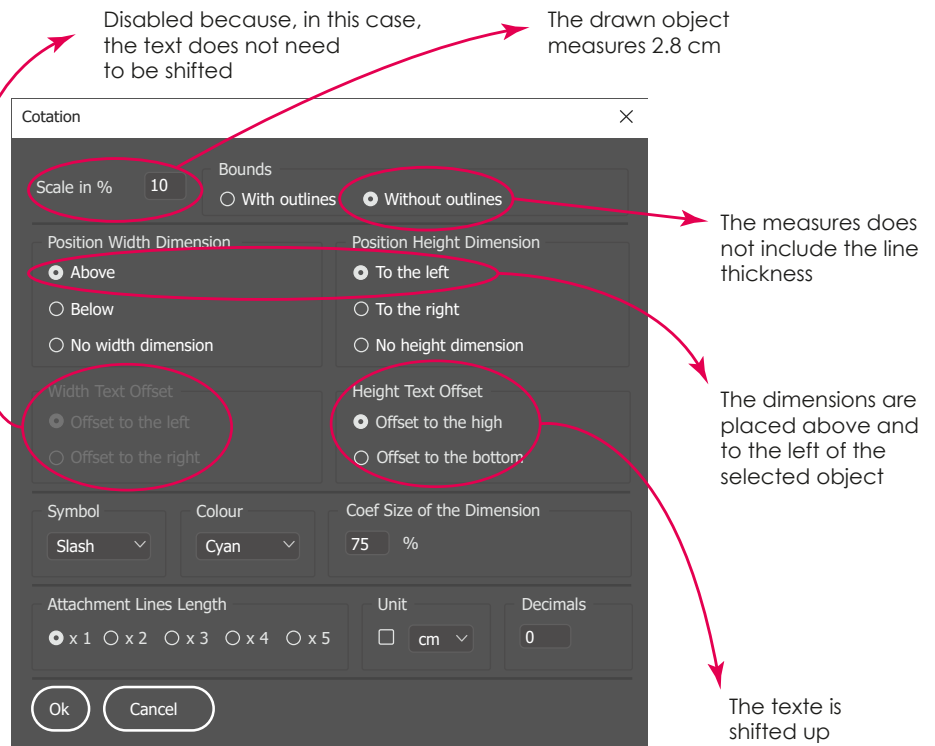 Disabled because, in this case,
the text does not need
to be shifted
The drawn object
measures 2.8 cm
Cotation
Scale in % 10
Bounds
With outlines Without outlines
The measures does
not include the line
thickness
Position Width Dimension
Above
Below
No width dimension
Position Height Dimension
To the left
To the right
No height dimension
The dimensions are
placed above and
to the left of the
selected object
Width Text Offset
Offset to the left
Offset to the right
Height Text Offset
Offset to the high
Offset to the bottom
Symbol
Slash
Colour
Cyan
Coef Size of the Dimension
75 %
Attachment Lines Length
x 1 x 2 x 3 x 4 x 5
Unit
cm
Decimals
0
Ok Cancel
The texte is
shifted up